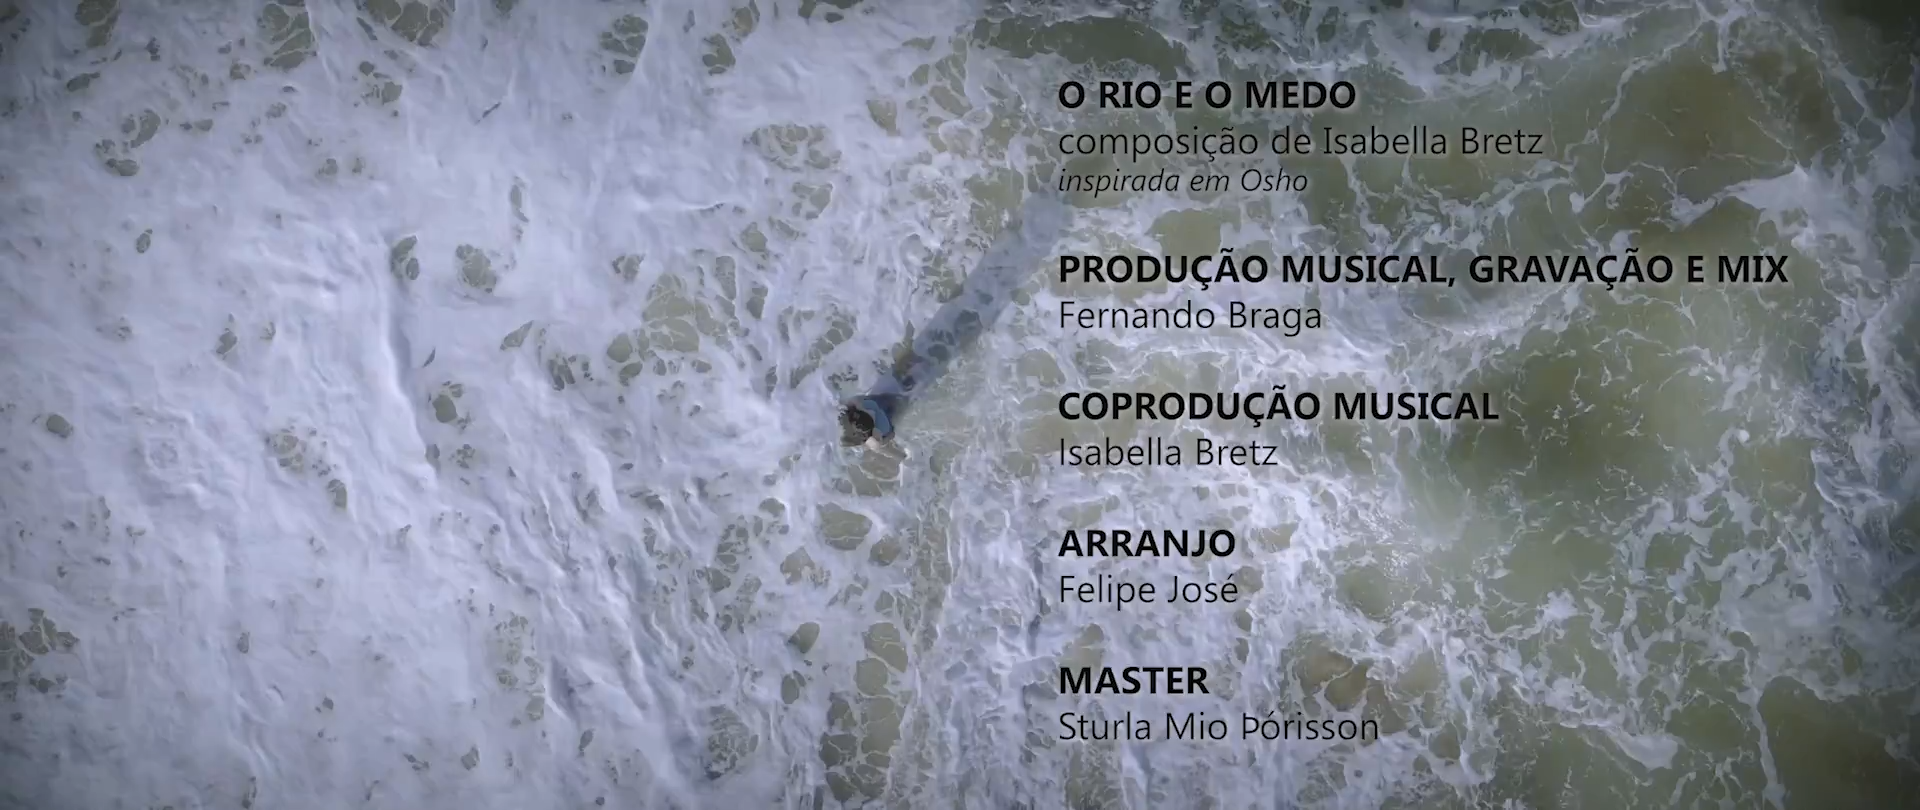 O RIO E O MEDO
composição de Isabella Bretz
inspirada em Osho
PRODUÇÃO MUSICAL, GRAVAÇÃO E MIX
Fernando Braga
COPRODUÇÃO MUSICAL
Isabella Bretz
ARRANJO
Felipe José
MASTER
Sturla Mio Þórisson